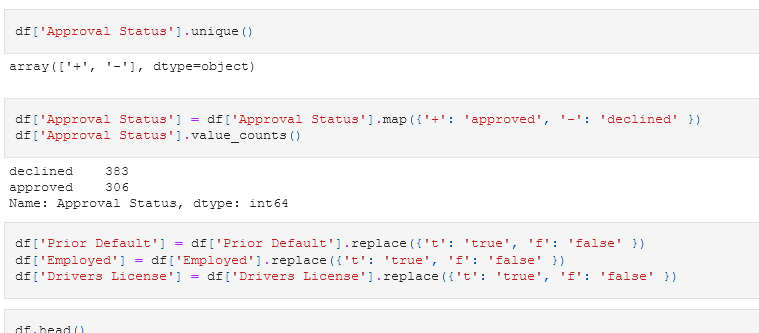 df['Approval Status'].unique()
array(['+', '-'], dtype=object)
df['Approval Status'] = df['Approval Status'].map({'+': 'approved', '-': 'declined' })
df['Approval Status'].value_counts()
declined    383
approved    306
Name: Approval Status, dtype: int64
df['Prior Default'] = df['Prior Default'].replace({'t': 'true', 'f': 'false' })
df['Employed'] = df['Employed'].replace({'t': 'true', 'f': 'false' })
df['Drivers License'] = df['Drivers License'].replace({'t': 'true', 'f': 'false' })
df.head()